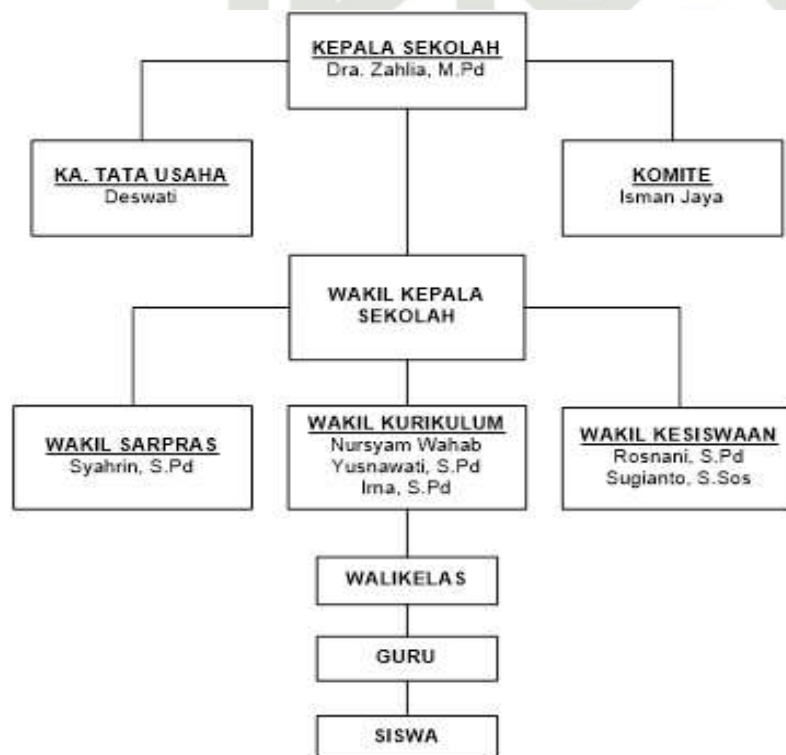 KEPALA SEKOLAH
Dra. Zahlia, M.Pd
KA. TATA USAHA
Deswati
KOMITE
Isman Jaya
WAKIL KEPALA
SEKOLAH
WAKIL SARPRAS
Syahrin, S.Pd
WAKIL KURIKULUM
Nursyam Wahab
Yusnawati, S.Pd
Irna, S.Pd
WAKIL KESISWAAN
Rosnani, S.Pd
Sugianto, S.Sos
WALIKELAS
GURU
SISWA